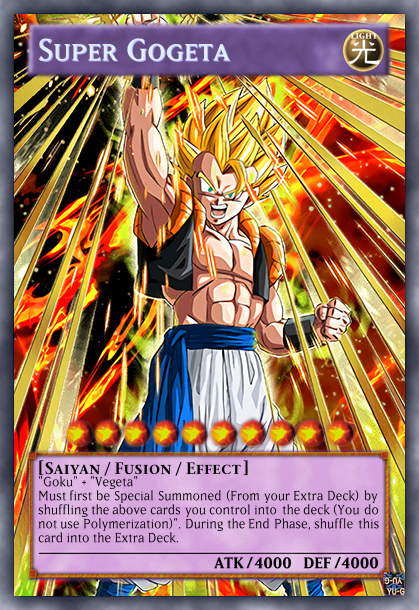 SUPER GOGETA
LIGHT
光
[SAIYAN / FUSION / EFFECT]
"Goku" + "Vegeta"
Must first be Special Summoned (From your Extra Deck) by
shuffling the above cards you control into the deck (You do
not use Polymerization)". During the End Phase, shuffle this
card into the Extra Deck.
ATK/4000 DEF/4000
YU-G